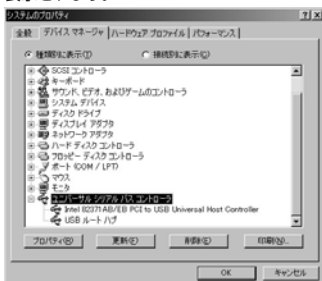 システムのプロパティ
全般 デバイス マネージャ ハードウェア プロファイル パフォーマンス
種類別に表示(T) 接続別に表示(C)
SCSI コントローラ
キーボード
サウンド、ビデオ、およびゲームのコントローラ
システム デバイス
ディスク ドライブ
ディスプレイ アダプタ
ネットワーク アダプタ
ハード ディスク コントローラ
フロッピー ディスク コントローラ
ポート (COM / LPT)
マウス
モニタ
ユニバーサル シリアル バス コントローラ
Intel 82371AB/EB PCI to USB Universal Host Controller
USB ルート ハブ
プロパティ(R) 更新(F) 削除(E) 印刷(N)...
OK キャンセル